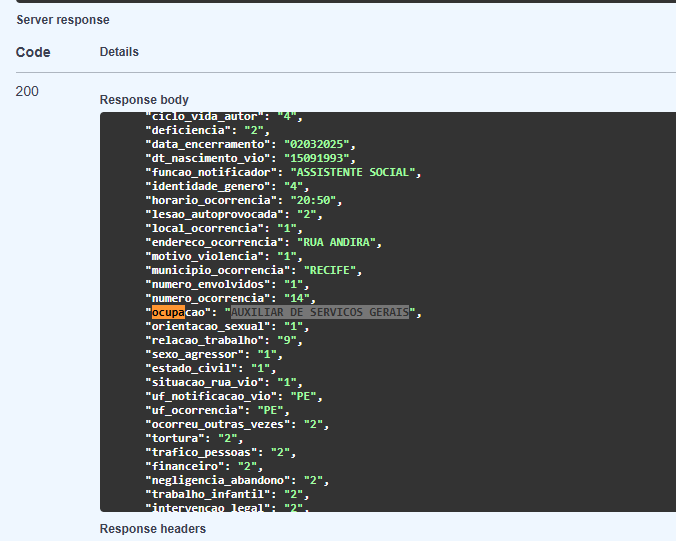 Server response
Code Details
200
Response body
"ciclo_vida_autor": "4",
"deficiencia": "2",
"data_encerramento": "02032025",
"dt_nascimento_vio": "15091993",
"funcao_notificador": "ASSISTENTE SOCIAL",
"identidade_genero": "4",
"horario_ocorrencia": "20:50",
"lesao_autoprovocada": "2",
"local_ocorrencia": "1",
"endereco_ocorrencia": "RUA ANDIRA",
"motivo_violencia": "1",
"municipio_ocorrencia": "RECIFE",
"numero_envolvidos": "1",
"numero_ocorrencia": "14",
"ocupacao": "AUXILIAR DE SERVICOS GERAIS",
"orientacao_sexual": "1",
"relacao_trabalho": "9",
"sexo_agressor": "1",
"estado_civil": "1",
"situacao_rua_vio": "1",
"uf_notificacao_vio": "PE",
"uf_ocorrencia": "PE",
"ocorreu_outras_vezes": "2",
"tortura": "2",
"trafico_pessoas": "2",
"financeiro": "2",
"negligencia_abandono": "2",
"trabalho_infantil": "2",
"intervencao_legal": "2",
Response headers